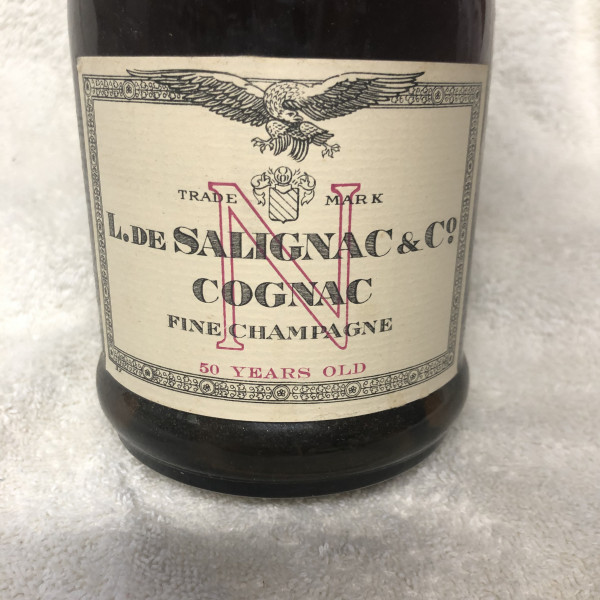 TRADE MARK
N
L. DE SALIGNAC & Cº
COGNAC
FINE CHAMPAGNE
50 YEARS OLD